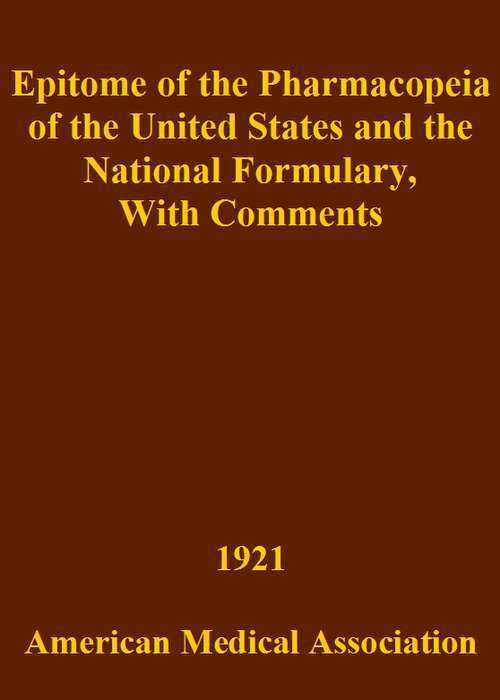 Epitome of the Pharmacopeia
of the United States and the
National Formulary,
With Comments
1921
American Medical Association